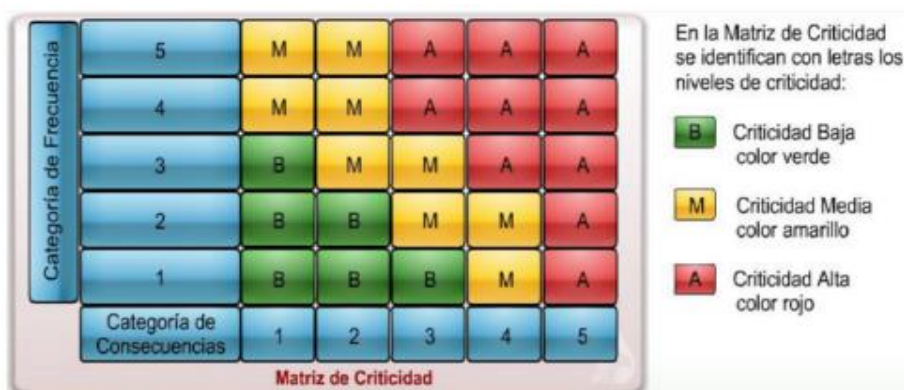 Categoría de Frecuencia
5 M M A A A
4 M M A A A
3 B M M A A
2 B B M M A
1 B B B M A
Categoría de
Consecuencias
1 2 3 4 5
Matriz de Criticidad
En la Matriz de Criticidad
se identifican con letras los
niveles de criticidad:
B Criticidad Baja
color verde
M Criticidad Media
color amarillo
A Criticidad Alta
color rojo